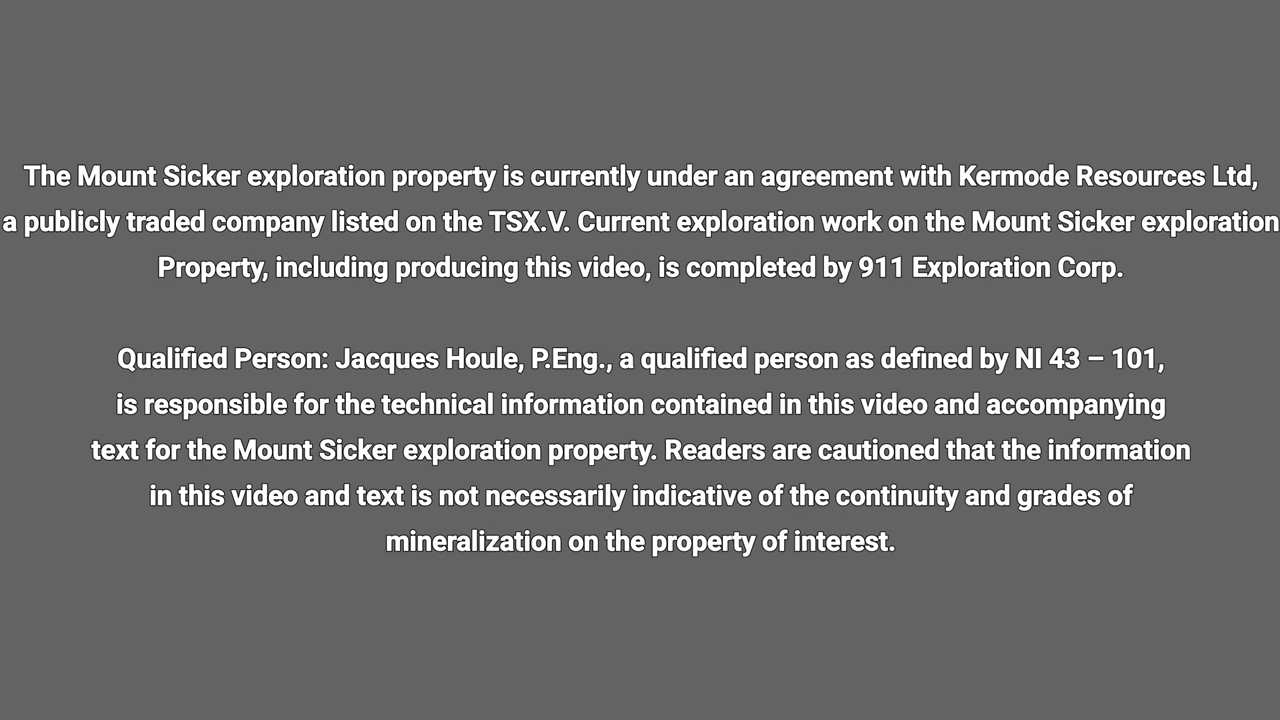 The Mount Sicker exploration property is currently under an agreement with Kermode Resources Ltd,
a publicly traded company listed on the TSX.V. Current exploration work on the Mount Sicker exploration
Property, including producing this video, is completed by 911 Exploration Corp.
Qualified Person: Jacques Houle, P.Eng., a qualified person as defined by NI 43 – 101,
is responsible for the technical information contained in this video and accompanying
text for the Mount Sicker exploration property. Readers are cautioned that the information
in this video and text is not necessarily indicative of the continuity and grades of
mineralization on the property of interest.